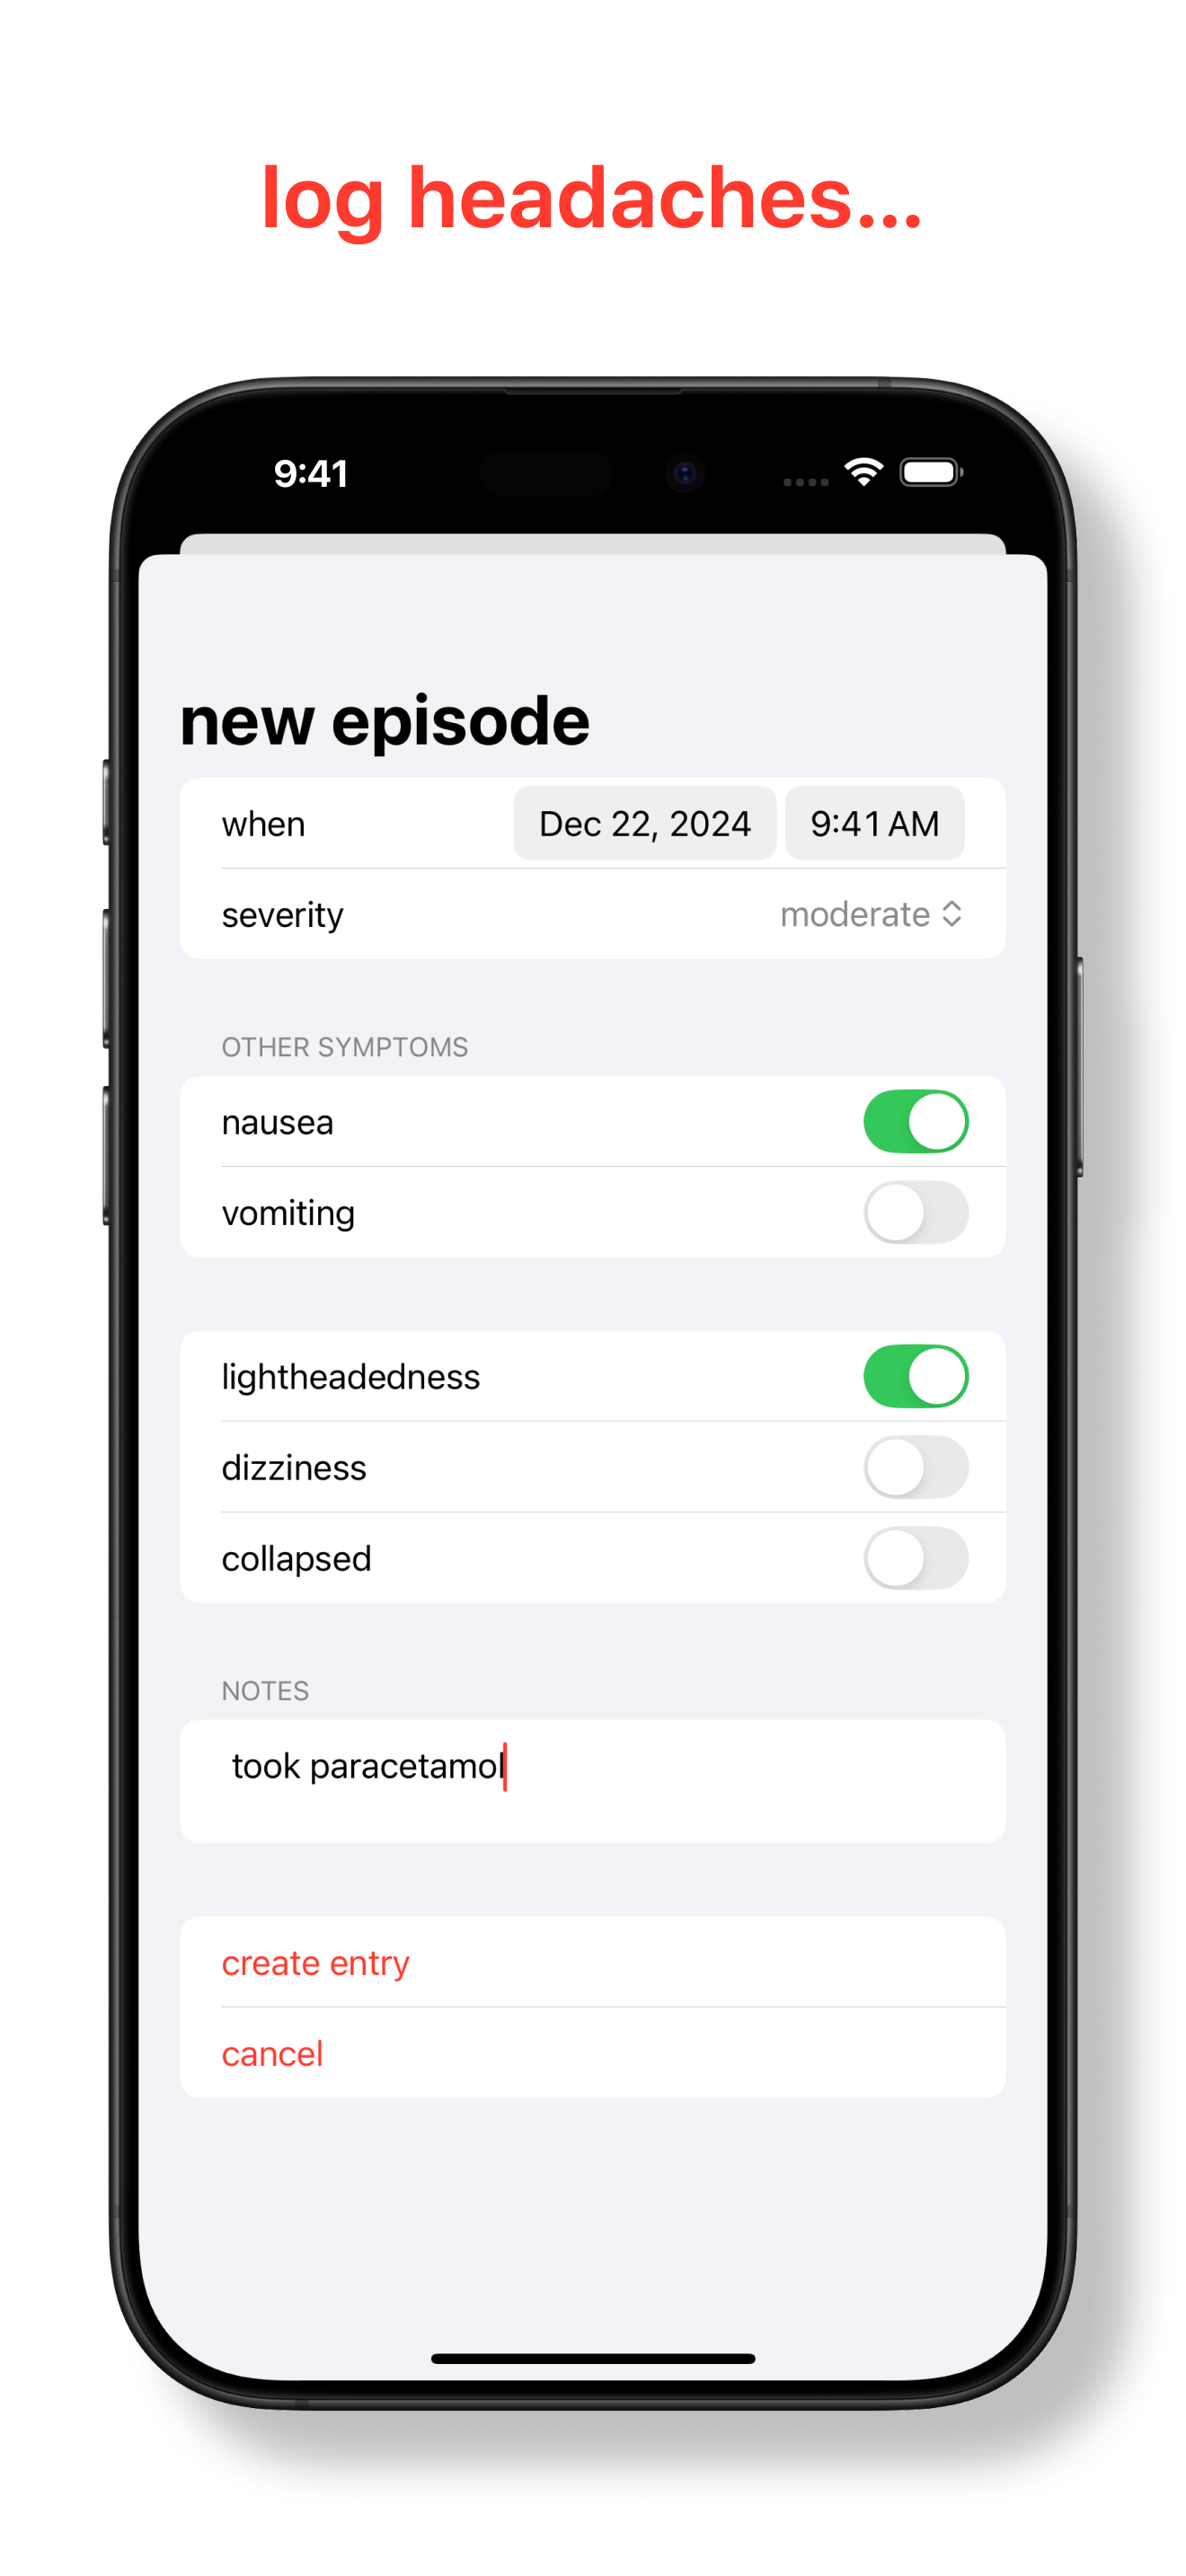 log headaches...
9:41
new episode
when Dec 22, 2024 9:41 AM
severity moderate
OTHER SYMPTOMS
nausea
vomiting
lightheadedness
dizziness
collapsed
NOTES
took paracetamol
create entry
cancel